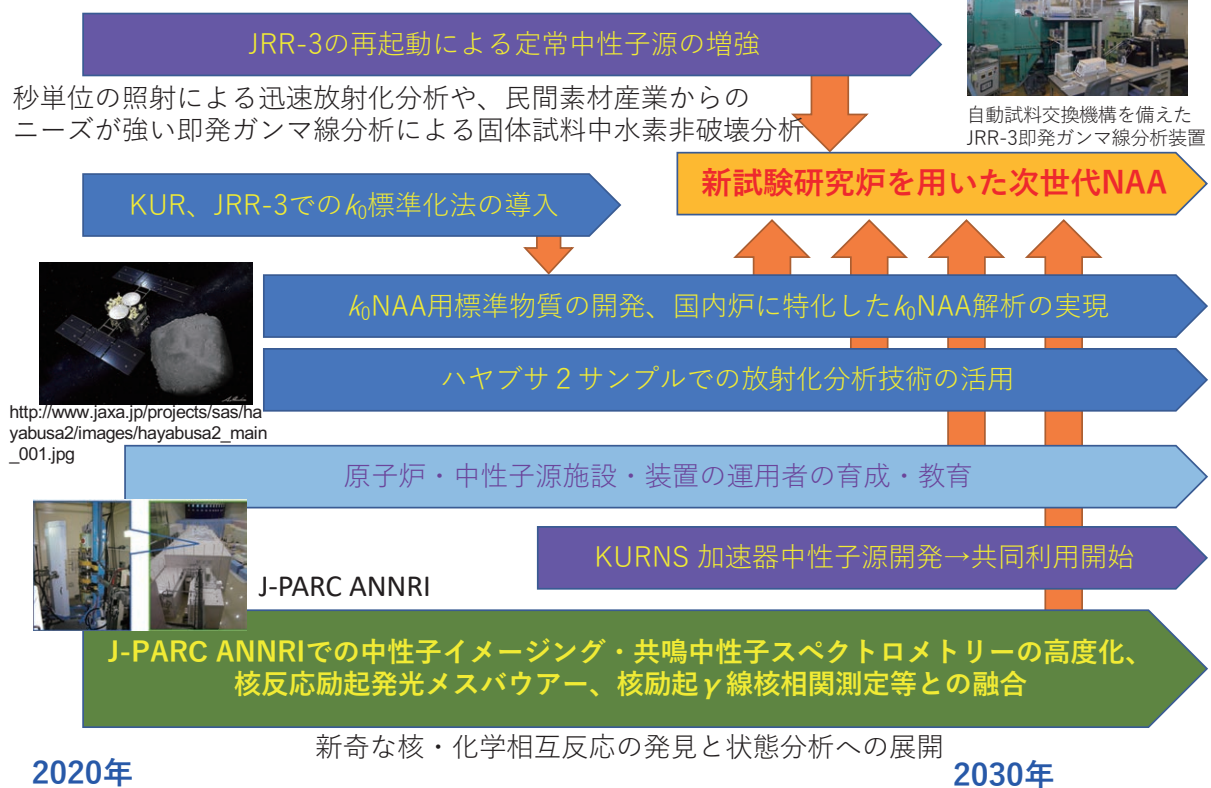 JRR-3の再起動による定常中性子源の増強
秒単位の照射による迅速放射化分析や、民間素材産業からの
ニーズが強い即発ガンマ線分析による固体試料中水素非破壊分析
自動試料交換機構を備えた
JRR-3即発ガンマ線分析装置
新試験研究炉を用いた次世代NAA
KUR、JRR-3でのk₀標準化法の導入
k₀NAA用標準物質の開発、国内炉に特化したk₀NAA解析の実現
ハヤブサ２サンプルでの放射化分析技術の活用
http://www.jaxa.jp/projects/sas/ha
yabusa2/images/hayabusa2_main
_001.jpg
原子炉・中性子源施設・装置の運用者の育成・教育
KURNS 加速器中性子源開発→共同利用開始
J-PARC ANNRI
J-PARC ANNRIでの中性子イメージング・共鳴中性子スペクトロメトリーの高度化、
核反応励起発光メスバウアー、核励起γ線核相関測定等との融合
新奇な核・化学相互反応の発見と状態分析への展開
2020年
2030年